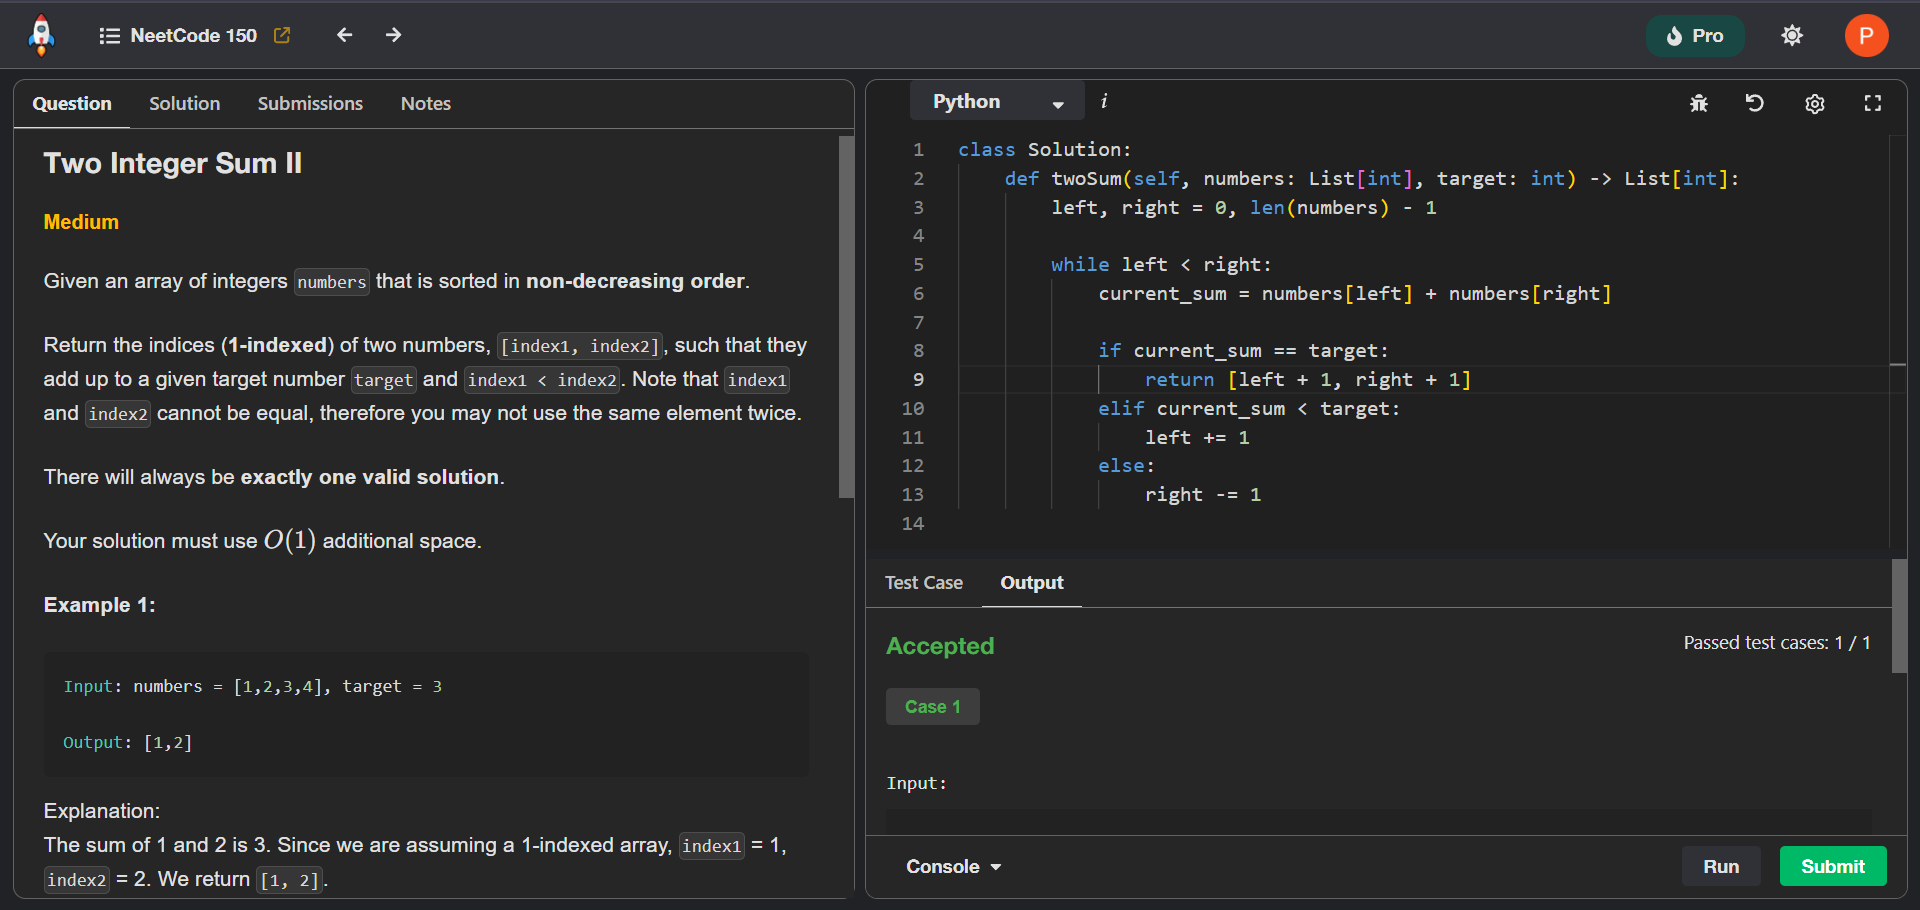 NeetCode 150
Pro
P
Question Solution Submissions Notes
Two Integer Sum II
Medium
Given an array of integers numbers that is sorted in non-decreasing order.
Return the indices (1-indexed) of two numbers, [index1, index2], such that they
add up to a given target number target and index1 < index2. Note that index1
and index2 cannot be equal, therefore you may not use the same element twice.
There will always be exactly one valid solution.
Your solution must use O(1) additional space.
Example 1:
Input: numbers = [1,2,3,4], target = 3
Output: [1,2]
Explanation:
The sum of 1 and 2 is 3. Since we are assuming a 1-indexed array, index1 = 1,
index2 = 2. We return [1, 2].
Python i
1 class Solution:
2     def twoSum(self, numbers: List[int], target: int) -> List[int]:
3         left, right = 0, len(numbers) - 1
4
5         while left < right:
6             current_sum = numbers[left] + numbers[right]
7
8             if current_sum == target:
9                 return [left + 1, right + 1]
10             elif current_sum < target:
11                 left += 1
12             else:
13                 right -= 1
14
Test Case Output
Accepted Passed test cases: 1 / 1
Case 1
Input:
Console Run Submit